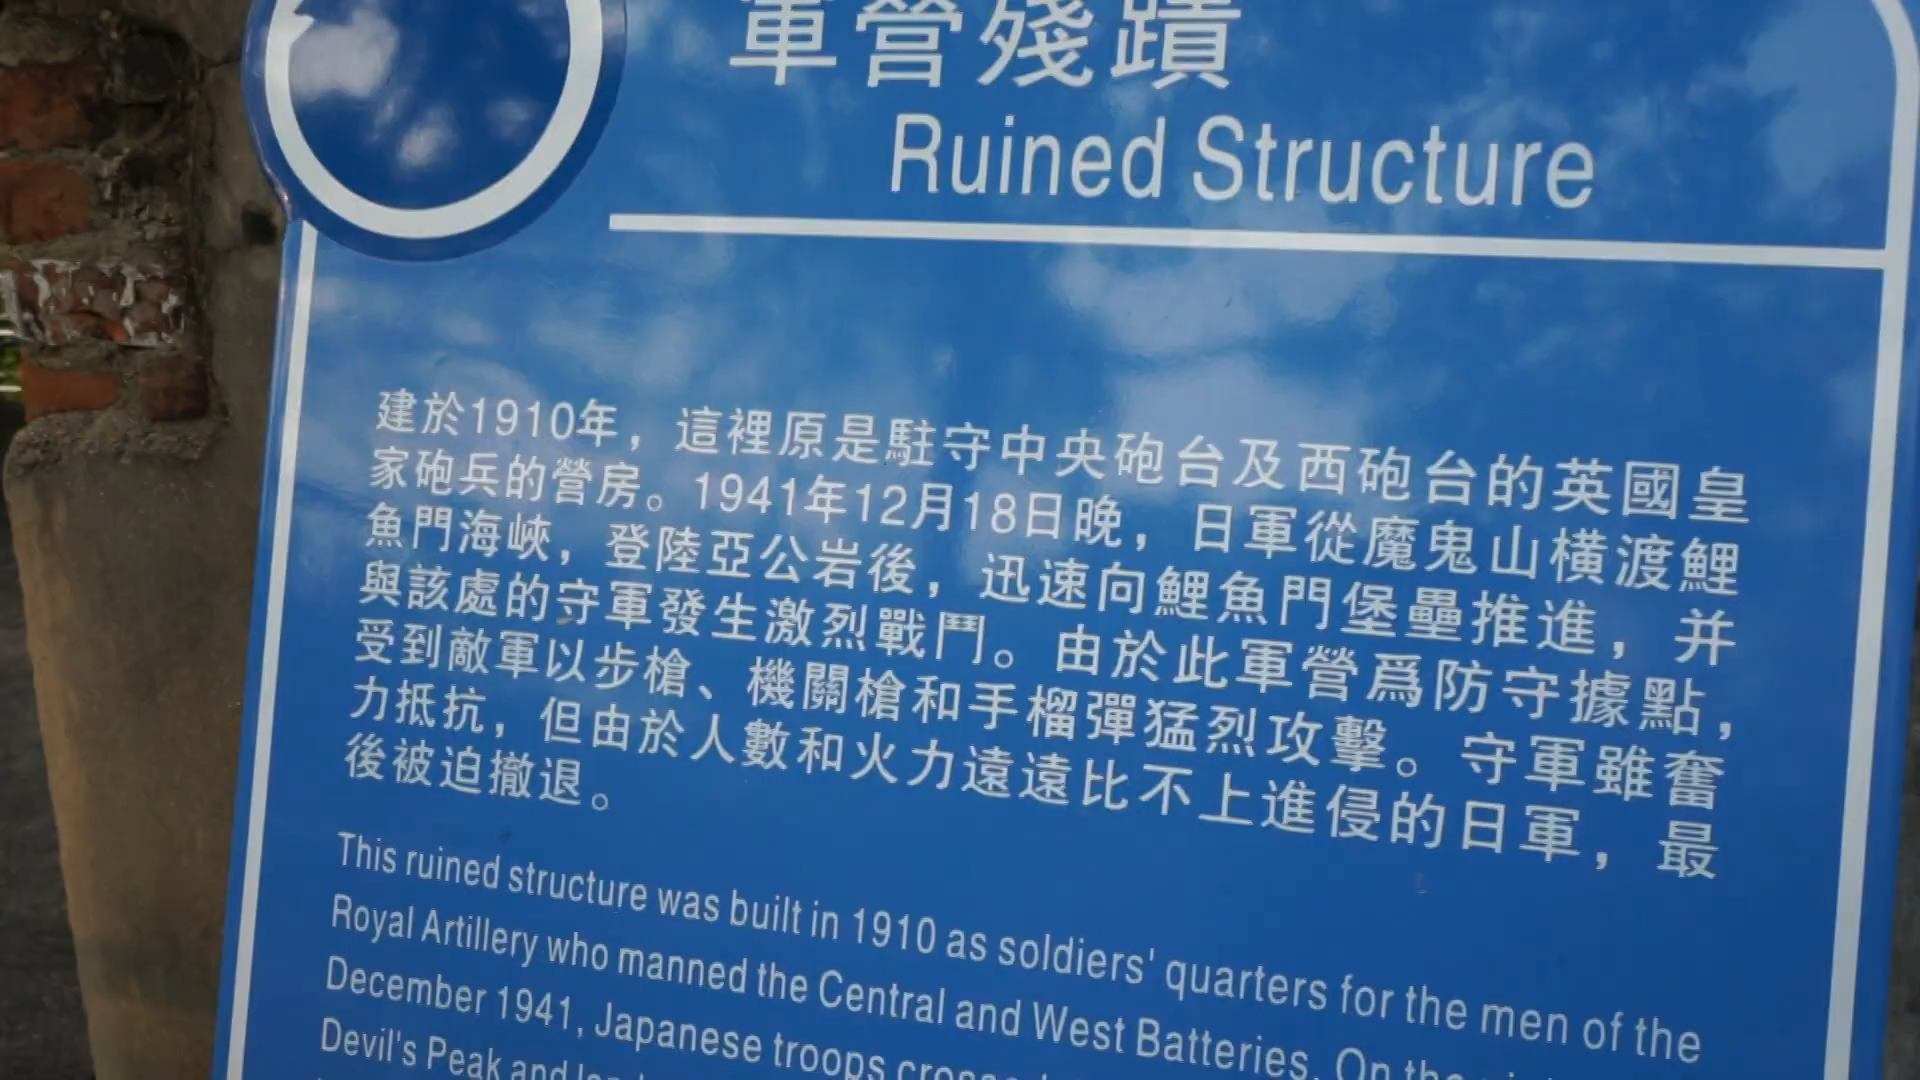 軍營殘蹟
Ruined Structure
建於1910年，這裡原是駐守中央砲台及西砲台的英國皇
家砲兵的營房。1941年12月18日晚，日軍從魔鬼山橫渡鯉
魚門海峽，登陸亞公岩後，迅速向鯉魚門堡壘推進，并
與該處的守軍發生激烈戰鬥。由於此軍營爲防守據點，
受到敵軍以步槍、機關槍和手榴彈猛烈攻擊。守軍雖奮
力抵抗，但由於人數和火力遠遠比不上進侵的日軍，最
後被迫撤退。
This ruined structure was built in 1910 as soldiers' quarters for the men of the
Royal Artillery who manned the Central and West Batteries. On the
December 1941, Japanese troops
Devil's Peak and